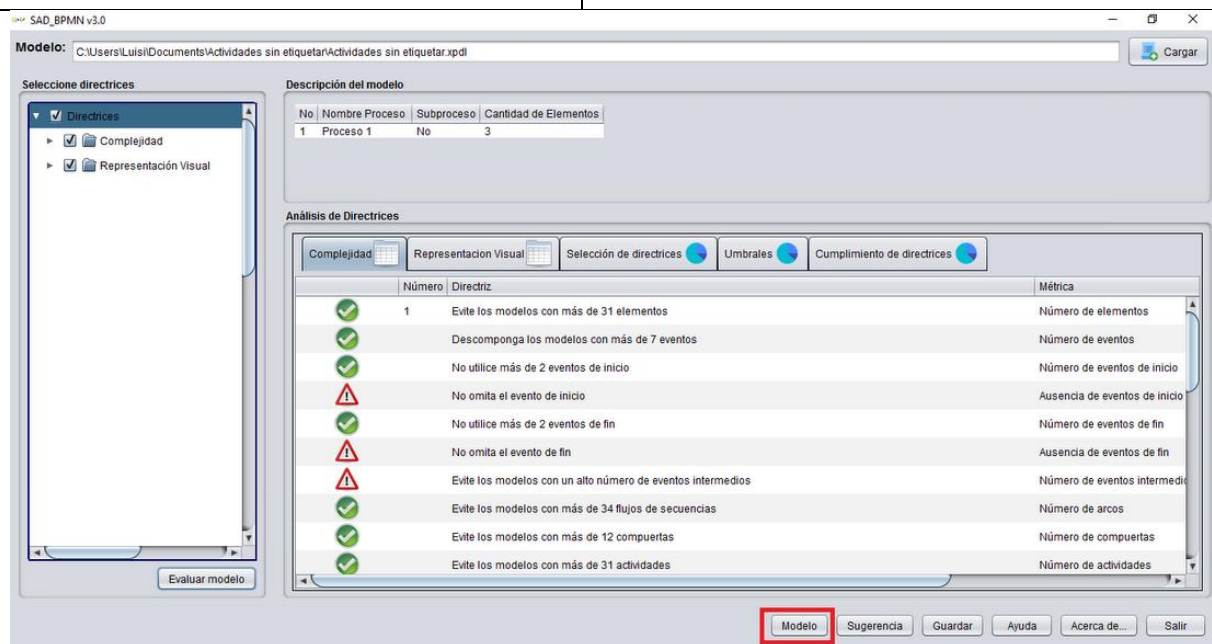 SAD_BPMN v3.0
Modelo: C:\Users\Luisi\Documents\Actividades sin etiquetar\Actividades sin etiquetar.xpdl Cargar
Seleccione directrices
Directrices
Complejidad
Representación Visual
Evaluar modelo
Descripción del modelo
No Nombre Proceso Subproceso Cantidad de Elementos
1 Proceso 1 No 3
Análisis de Directrices
Complejidad Representacion Visual Selección de directrices Umbrales Cumplimiento de directrices
Número Directriz Métrica
1 Evite los modelos con más de 31 elementos Número de elementos
Descomponga los modelos con más de 7 eventos Número de eventos
No utilice más de 2 eventos de inicio Número de eventos de inicio
No omita el evento de inicio Ausencia de eventos de inicio
No utilice más de 2 eventos de fin Número de eventos de fin
No omita el evento de fin Ausencia de eventos de fin
Evite los modelos con un alto número de eventos intermedios Número de eventos intermedi
Evite los modelos con más de 34 flujos de secuencias Número de arcos
Evite los modelos con más de 12 compuertas Número de compuertas
Evite los modelos con más de 31 actividades Número de actividades
Modelo Sugerencia Guardar Ayuda Acerca de... Salir